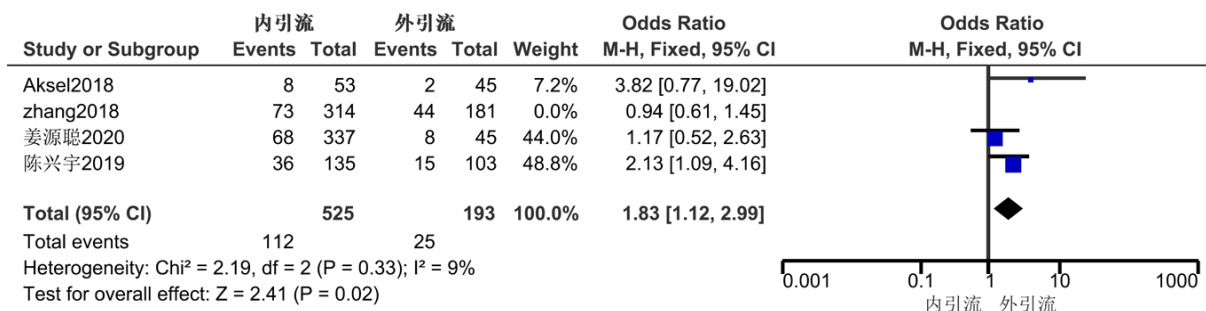 内引流 外引流 Odds Ratio Odds Ratio
Study or Subgroup Events Total Events Total Weight M-H, Fixed, 95% CI M-H, Fixed, 95% CI
Aksel2018 8 53 2 45 7.2% 3.82 [0.77, 19.02]
zhang2018 73 314 44 181 0.0% 0.94 [0.61, 1.45]
姜源聪2020 68 337 8 45 44.0% 1.17 [0.52, 2.63]
陈兴宇2019 36 135 15 103 48.8% 2.13 [1.09, 4.16]
Total (95% CI) 525 193 100.0% 1.83 [1.12, 2.99]
Total events 112 25
Heterogeneity: Chi² = 2.19, df = 2 (P = 0.33); I² = 9%
Test for overall effect: Z = 2.41 (P = 0.02)
0.001 0.1 1 10 1000
内引流 外引流